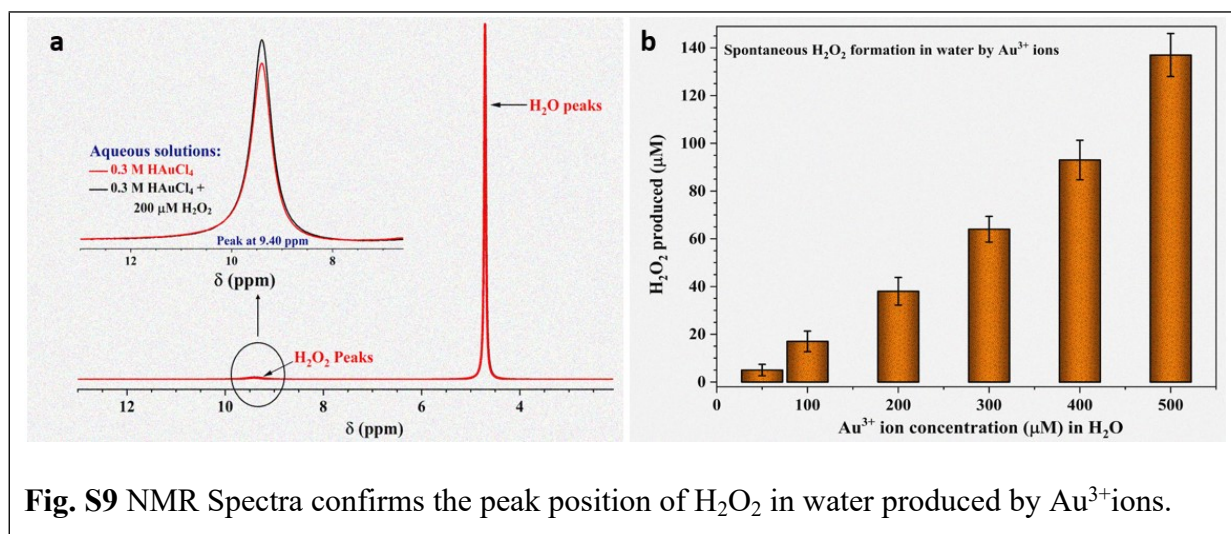 a
H₂O peaks
Aqueous solutions:
0.3 M HAuCl₄
0.3 M HAuCl₄ +
200 μM H₂O₂
Peak at 9.40 ppm
12 10 8
δ (ppm)
H₂O₂ Peaks
12 10 8 6 4
δ (ppm)
b
Spontaneous H₂O₂ formation in water by Au³⁺ ions
H₂O₂ produced (μM)
140
120
100
80
60
40
20
0
0 100 200 300 400 500
Au³⁺ ion concentration (μM) in H₂O
Fig. S9 NMR Spectra confirms the peak position of H₂O₂ in water produced by Au³⁺ions.